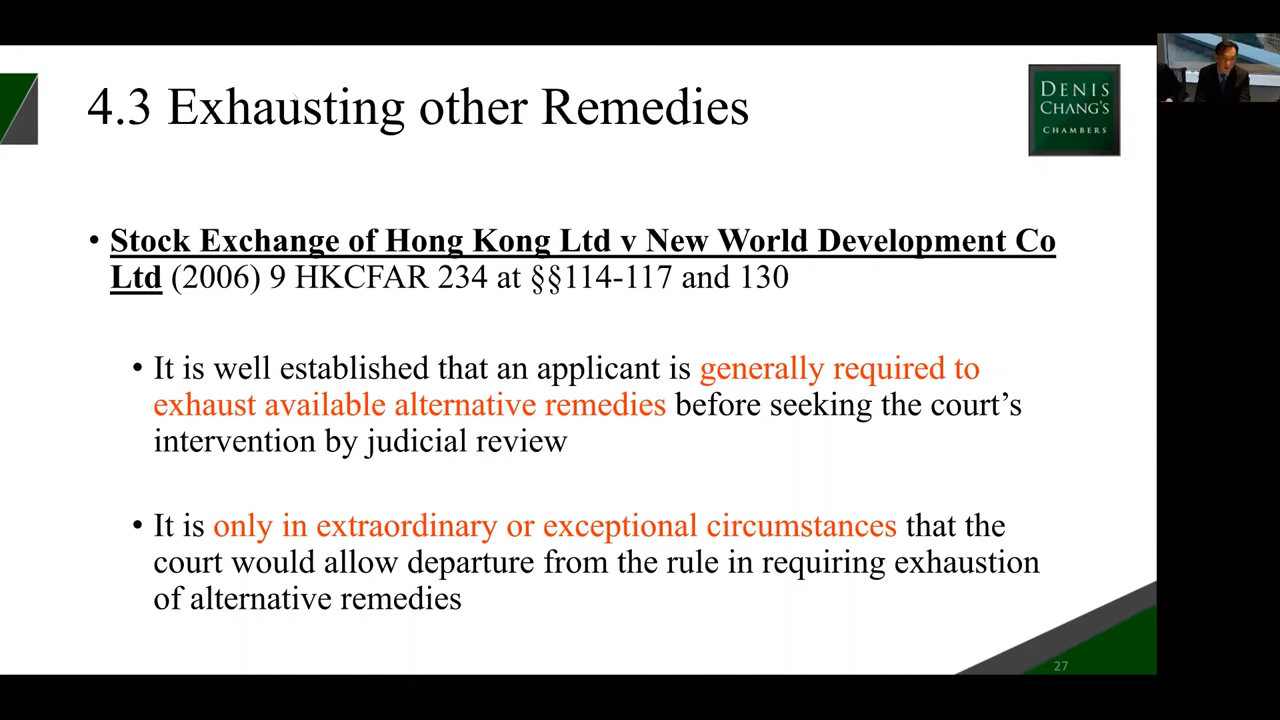 4.3 Exhausting other Remedies
DENIS
CHANG'S
CHAMBERS
• Stock Exchange of Hong Kong Ltd v New World Development Co
Ltd (2006) 9 HKCFAR 234 at §§114-117 and 130
• It is well established that an applicant is generally required to
exhaust available alternative remedies before seeking the court's
intervention by judicial review
• It is only in extraordinary or exceptional circumstances that the
court would allow departure from the rule in requiring exhaustion
of alternative remedies
27